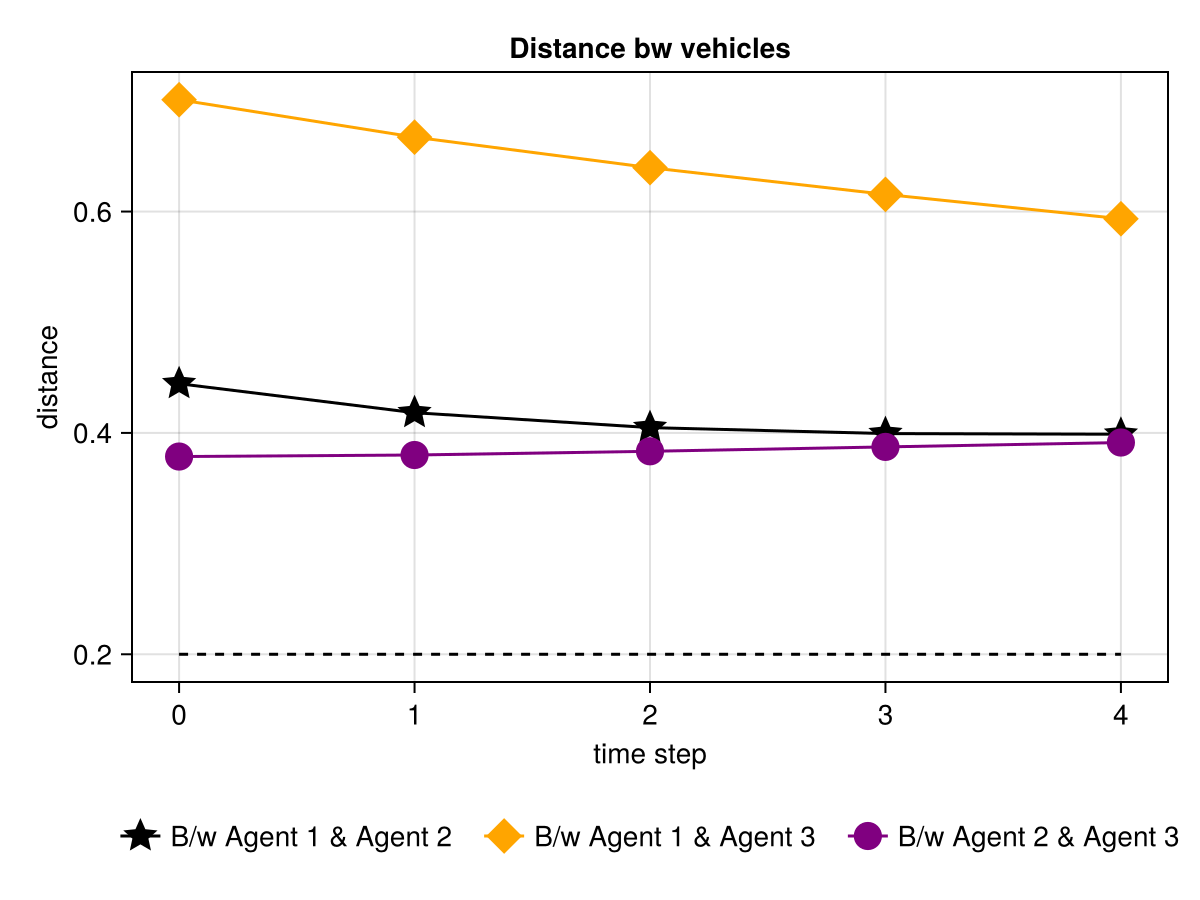 Distance bw vehicles
distance
0.6
0.4
0.2
0 1 2 3 4
time step
B/w Agent 1 & Agent 2 B/w Agent 1 & Agent 3 B/w Agent 2 & Agent 3